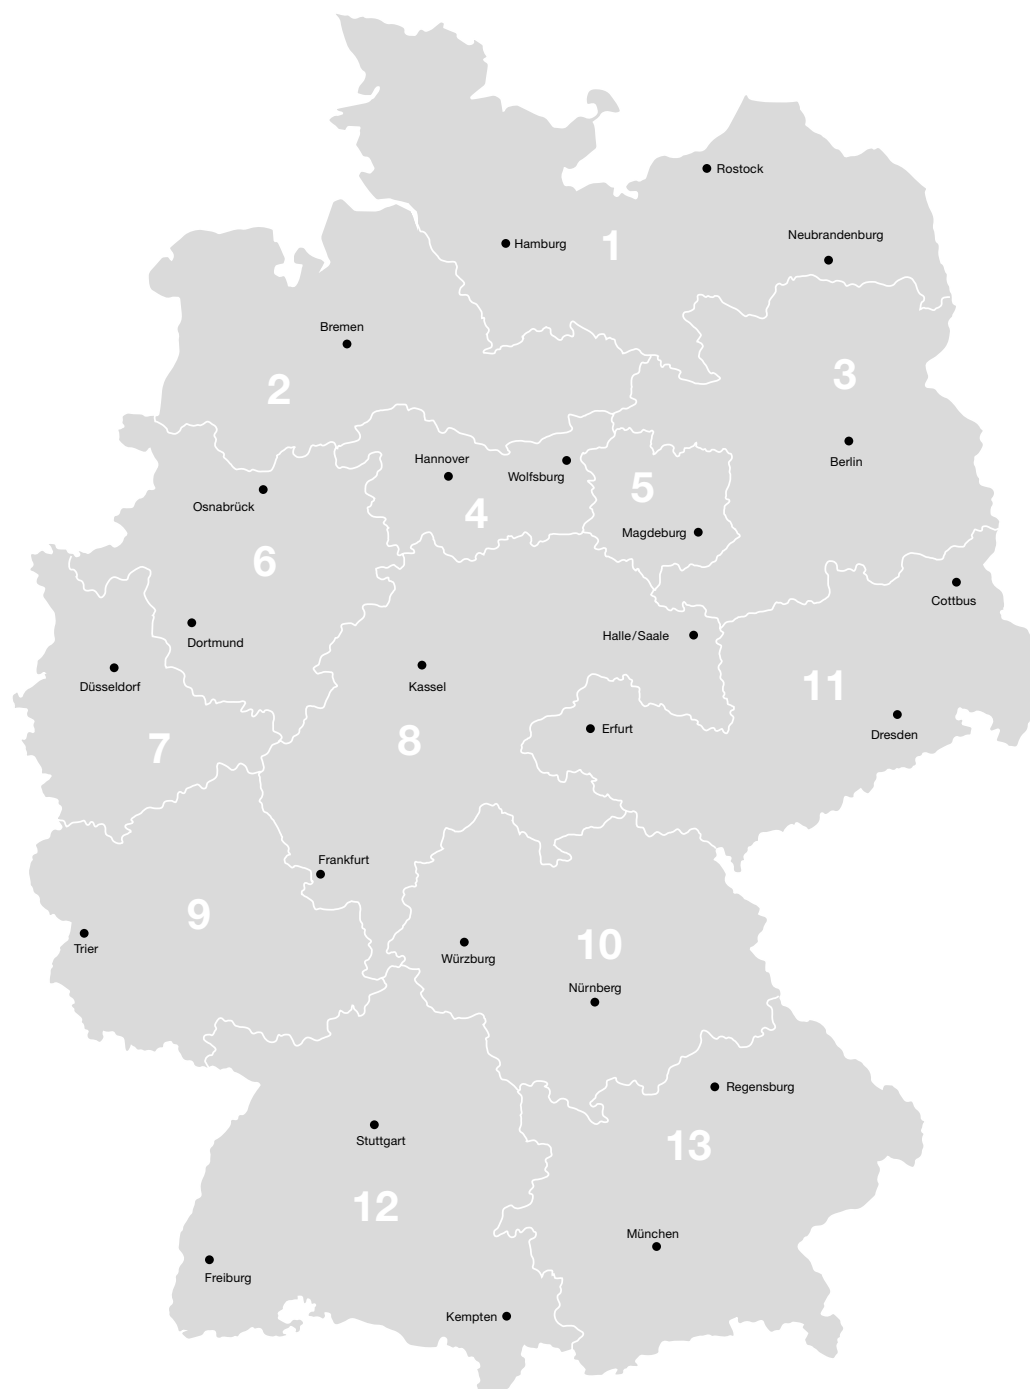 Rostock
Neubrandenburg
Hamburg
1
Bremen
2
3
Berlin
Hannover
Wolfsburg
5
4
Osnabrück
Magdeburg
6
Cottbus
Dortmund
Halle/Saale
Düsseldorf
Kassel
11
7
8
Erfurt
Dresden
Frankfurt
9
Trier
Würzburg
10
Nürnberg
Regensburg
Stuttgart
13
12
München
Freiburg
Kempten